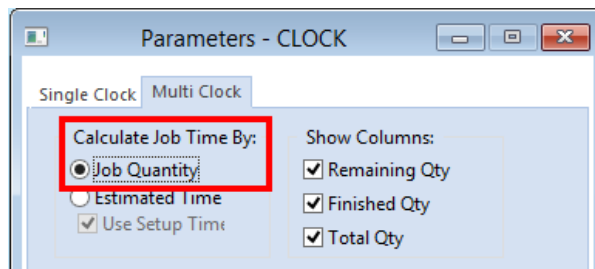 Parameters - CLOCK
Single Clock
Multi Clock
Calculate Job Time By:
Job Quantity
Estimated Time
Use Setup Time
Show Columns:
Remaining Qty
Finished Qty
Total Qty